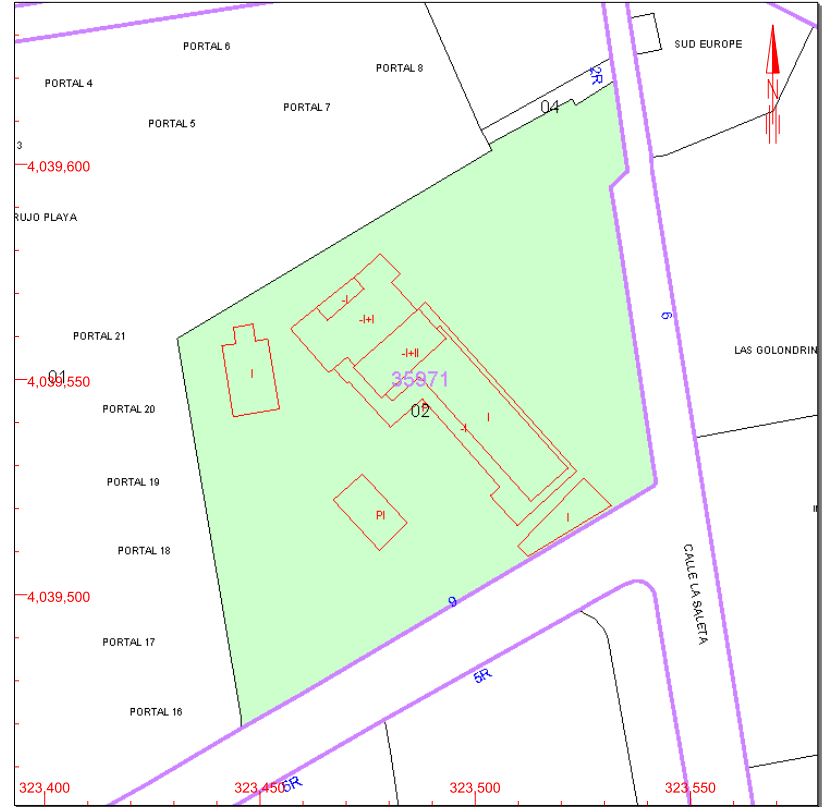 PORTAL 6
SUD EUROPE
PORTAL 8
2R
PORTAL 4
PORTAL 7
04
PORTAL 5
N
3
4,039,600
RUJO PLAYA
-I
-I+I
6
PORTAL 21
LAS GOLONDRIN
-I+II
I
01
4,039,550
35971
PORTAL 20
02
I
-I
PORTAL 19
PI
I
PORTAL 18
CALLE LA SALETA
4,039,500
9
PORTAL 17
5R
PORTAL 16
323,400
323,450
5R
323,500
323,550